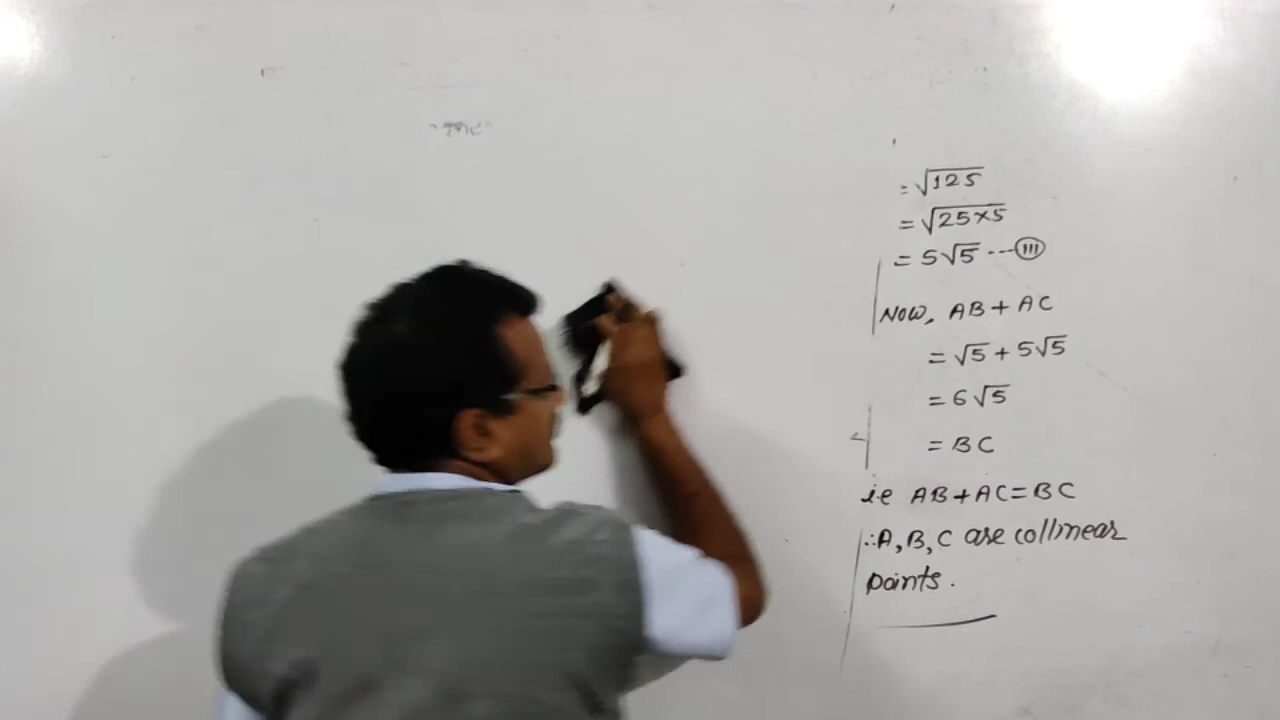 = √125
= √25×5
= 5√5 --- III
Now, AB + AC
= √5 + 5√5
= 6√5
= BC
i.e AB + AC = BC
∴ A, B, C are collinear
points.